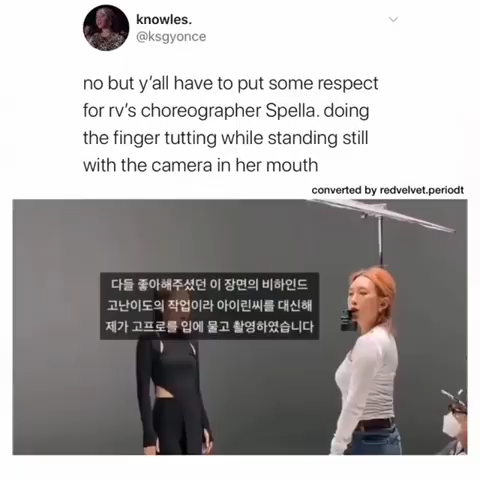 knowles.
@ksgyonce
no but y'all have to put some respect
for rv's choreographer Spella. doing
the finger tutting while standing still
with the camera in her mouth
converted by redvelvet.periodt
다들 좋아해주셨던 이 장면의 비하인드
고난이도의 작업이라 아이린씨를 대신해
제가 고프로를 입에 물고 촬영하였습니다